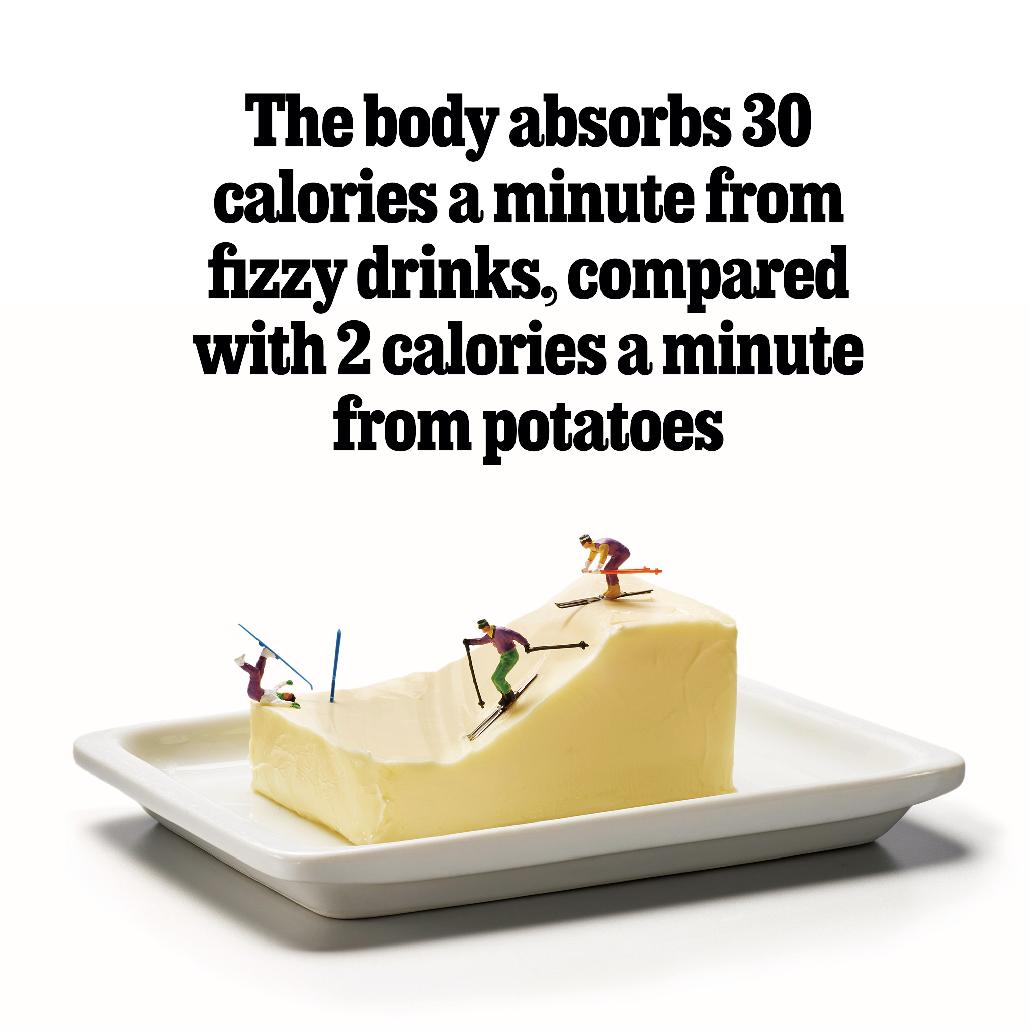 The body absorbs 30
calories a minute from
fizzy drinks, compared
with 2 calories a minute
from potatoes